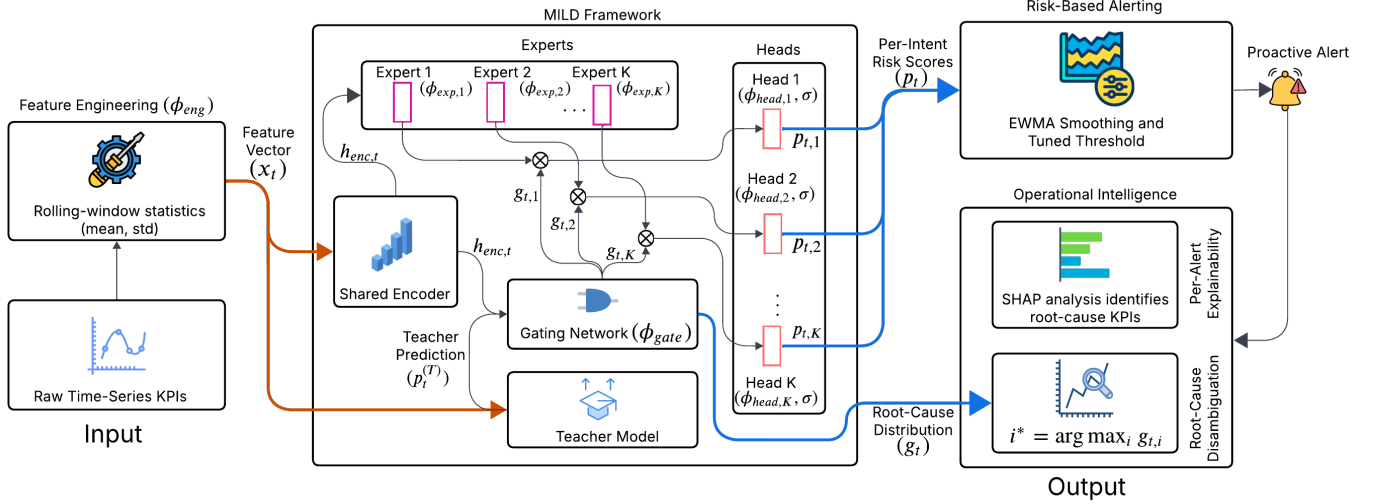 Feature Engineering (ϕ_eng)
Rolling-window statistics
(mean, std)
Raw Time-Series KPIs
Input
Feature
Vector
(x_t)
MILD Framework
Experts
Expert 1
(ϕ_exp,1)
Expert 2
(ϕ_exp,2)
. . .
Expert K
(ϕ_exp,K)
h_enc,t
Shared Encoder
h_enc,t
g_t,1
g_t,2
g_t,K
Gating Network (ϕ_gate)
Teacher
Prediction
(p_t^(T))
Teacher Model
Heads
Head 1
(ϕ_head,1, σ)
p_t,1
Head 2
(ϕ_head,2, σ)
p_t,2
. . .
p_t,K
Head K
(ϕ_head,K, σ)
Per-Intent
Risk Scores
(p_t)
Root-Cause
Distribution
(g_t)
Risk-Based Alerting
EWMA Smoothing and
Tuned Threshold
Proactive Alert
Operational Intelligence
SHAP analysis identifies
root-cause KPIs
Per-Alert
Explainability
i* = arg max_i g_t,i
Root-Cause
Disambiguation
Output